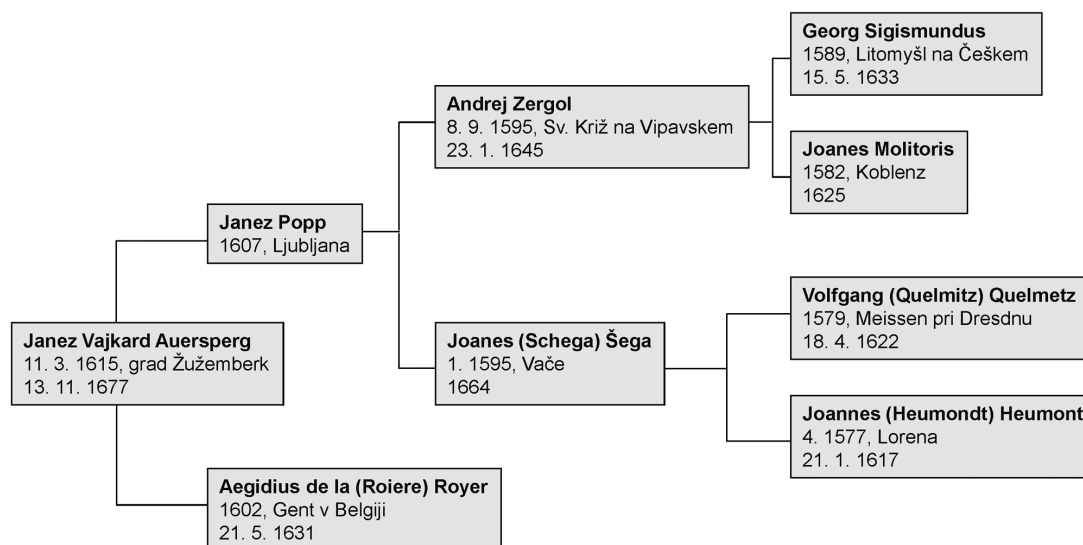 Georg Sigismundus
1589, Litomyšl na Češkem
15. 5. 1633
Andrej Zergol
8. 9. 1595, Sv. Križ na Vipavskem
23. 1. 1645
Joanes Molitoris
1582, Koblenz
1625
Janez Popp
1607, Ljubljana
Volfgang (Quelmitz) Quelmetz
1579, Meissen pri Dresdnu
18. 4. 1622
Janez Vajkard Auersperg
11. 3. 1615, grad Žužemberk
13. 11. 1677
Joanes (Schega) Šega
1. 1595, Vače
1664
Joannes (Heumondt) Heumont
4. 1577, Lorena
21. 1. 1617
Aegidius de la (Roiere) Royer
1602, Gent v Belgiji
21. 5. 1631